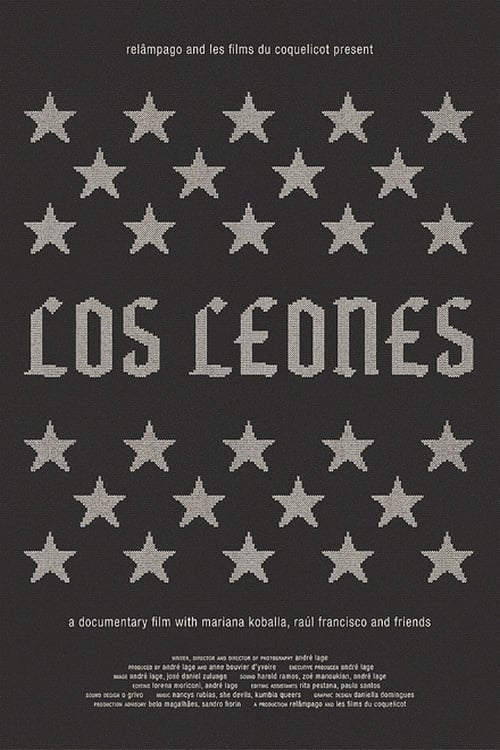 relâmpago and les films du coquelicot present
LOS LEONES
a documentary film with mariana koballa, raúl francisco and friends
WRITER, DIRECTOR AND DIRECTOR OF PHOTOGRAPHY andré lage
PRODUCED BY andré lage AND anne bouvier d'yvoire EXECUTIVE PRODUCER andré lage
IMAGE andré lage, josé daniel zuluaga SOUND harold ramos, zoé manoukian, andré lage
EDITING lorena moriconi, andré lage EDITING ASSISTANTS rita pestana, paulo santos
SOUND DESIGN o grivo MUSIC nancys rubias, she devils, kumbia queers GRAPHIC DESIGN daniella domingues
PRODUCTION ADVISORY beto magalhães, sandro fiorin A PRODUCTION relâmpago AND les films du coquelicot